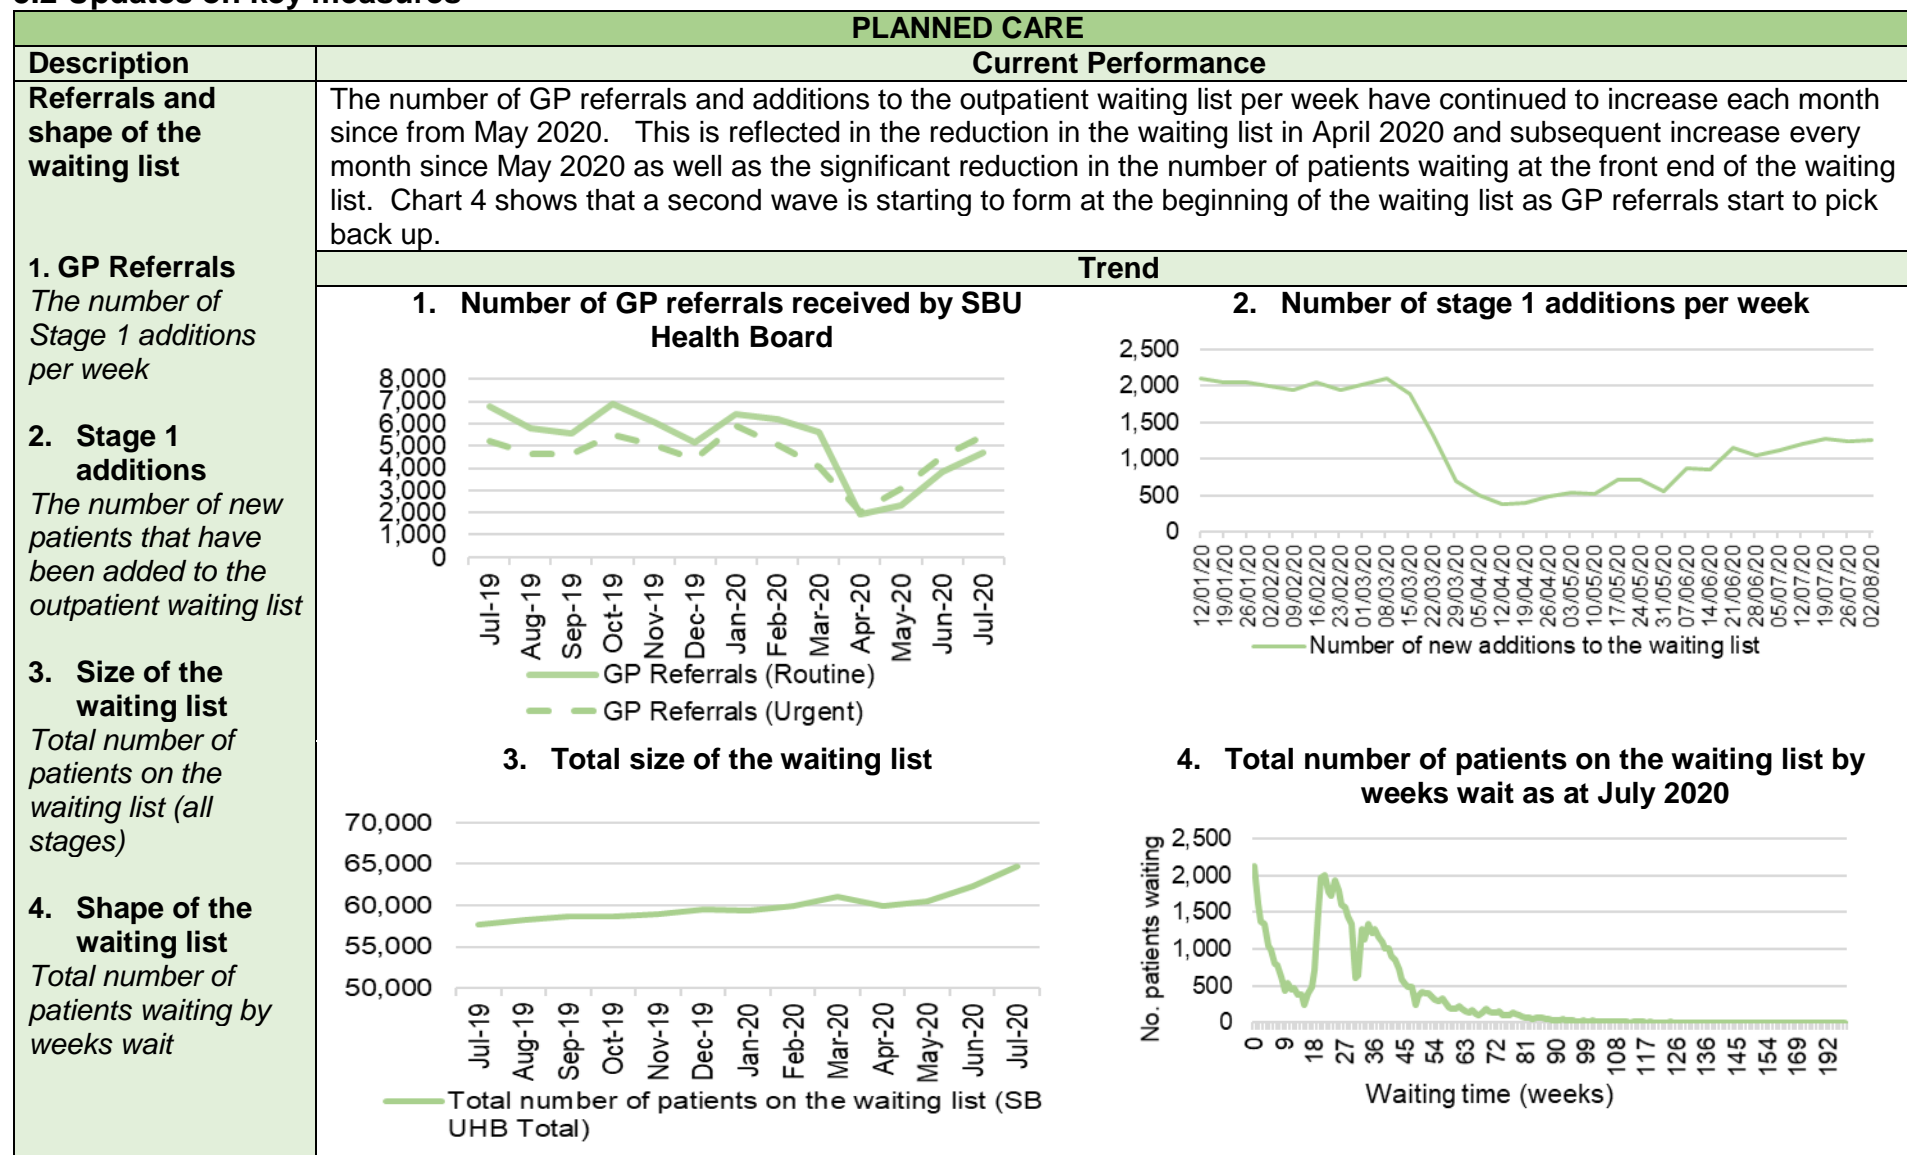 PLANNED CARE
Description
Current Performance
Referrals and
shape of the
waiting list
The number of GP referrals and additions to the outpatient waiting list per week have continued to increase each month
since from May 2020. This is reflected in the reduction in the waiting list in April 2020 and subsequent increase every
month since May 2020 as well as the significant reduction in the number of patients waiting at the front end of the waiting
list. Chart 4 shows that a second wave is starting to form at the beginning of the waiting list as GP referrals start to pick
back up.
1. GP Referrals
The number of
Stage 1 additions
per week
2. Stage 1
additions
The number of new
patients that have
been added to the
outpatient waiting list
3. Size of the
waiting list
Total number of
patients on the
waiting list (all
stages)
4. Shape of the
waiting list
Total number of
patients waiting by
weeks wait
Trend
1. Number of GP referrals received by SBU
Health Board
8,000
7,000
6,000
5,000
4,000
3,000
2,000
1,000
0
Jul-19
Aug-19
Sep-19
Oct-19
Nov-19
Dec-19
Jan-20
Feb-20
Mar-20
Apr-20
May-20
Jun-20
Jul-20
GP Referrals (Routine)
GP Referrals (Urgent)
2. Number of stage 1 additions per week
2,500
2,000
1,500
1,000
500
0
12/01/20
19/01/20
26/01/20
02/02/20
09/02/20
16/02/20
23/02/20
01/03/20
08/03/20
15/03/20
22/03/20
29/03/20
05/04/20
12/04/20
19/04/20
26/04/20
03/05/20
10/05/20
17/05/20
24/05/20
31/05/20
07/06/20
14/06/20
21/06/20
28/06/20
05/07/20
12/07/20
19/07/20
26/07/20
02/08/20
Number of new additions to the waiting list
3. Total size of the waiting list
70,000
65,000
60,000
55,000
50,000
Jul-19
Aug-19
Sep-19
Oct-19
Nov-19
Dec-19
Jan-20
Feb-20
Mar-20
Apr-20
May-20
Jun-20
Jul-20
Total number of patients on the waiting list (SB
UHB Total)
4. Total number of patients on the waiting list by
weeks wait as at July 2020
No. patients waiting
2,500
2,000
1,500
1,000
500
0
0
9
18
27
36
45
54
63
72
81
90
99
108
117
126
136
145
154
169
192
Waiting time (weeks)